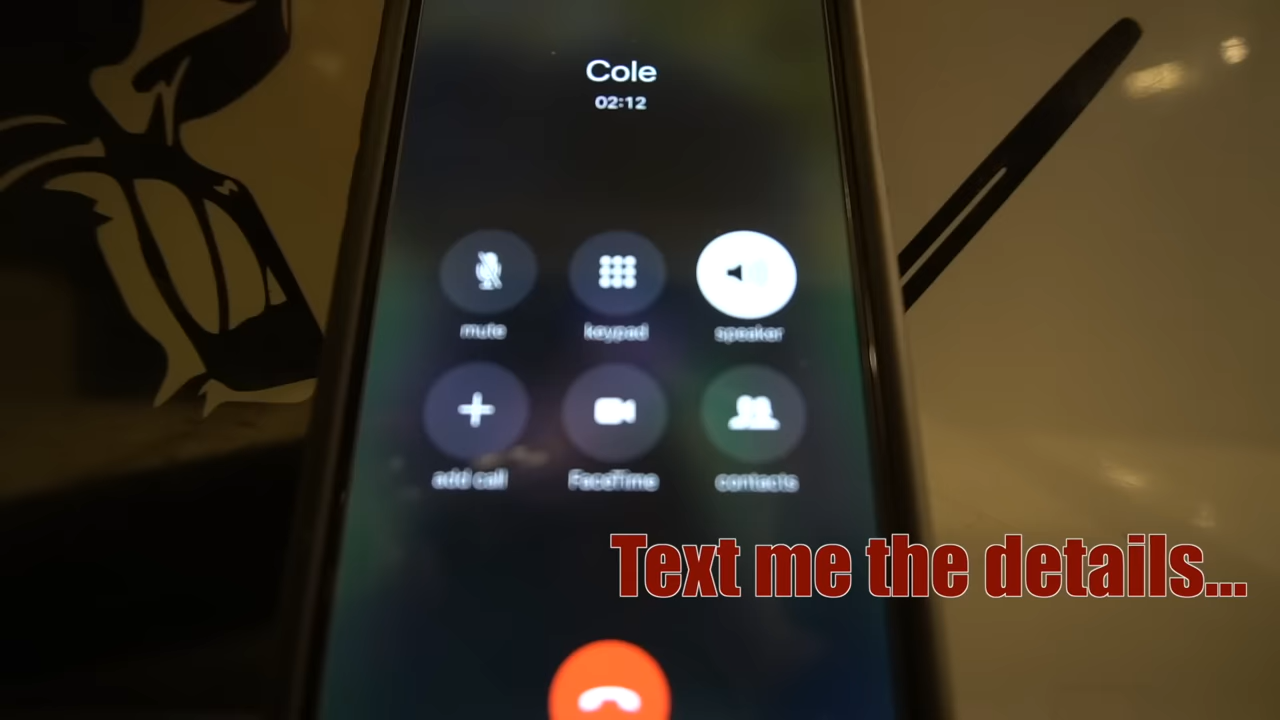 Cole
02:12
mute keypad speaker
add call FaceTime contacts
Text me the details...